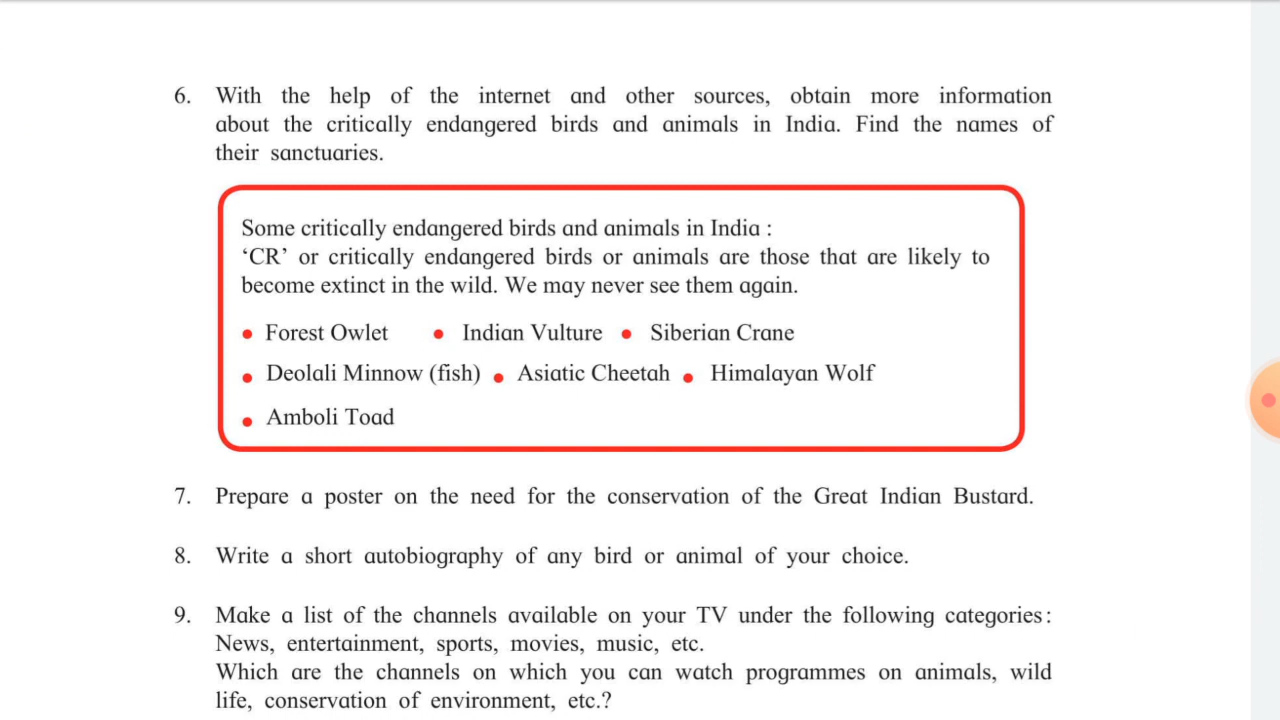 6. With the help of the internet and other sources, obtain more information
about the critically endangered birds and animals in India. Find the names of
their sanctuaries.
Some critically endangered birds and animals in India :
‘CR’ or critically endangered birds or animals are those that are likely to
become extinct in the wild. We may never see them again.
• Forest Owlet • Indian Vulture • Siberian Crane
• Deolali Minnow (fish) • Asiatic Cheetah • Himalayan Wolf
• Amboli Toad
7. Prepare a poster on the need for the conservation of the Great Indian Bustard.
8. Write a short autobiography of any bird or animal of your choice.
9. Make a list of the channels available on your TV under the following categories:
News, entertainment, sports, movies, music, etc.
Which are the channels on which you can watch programmes on animals, wild
life, conservation of environment, etc.?